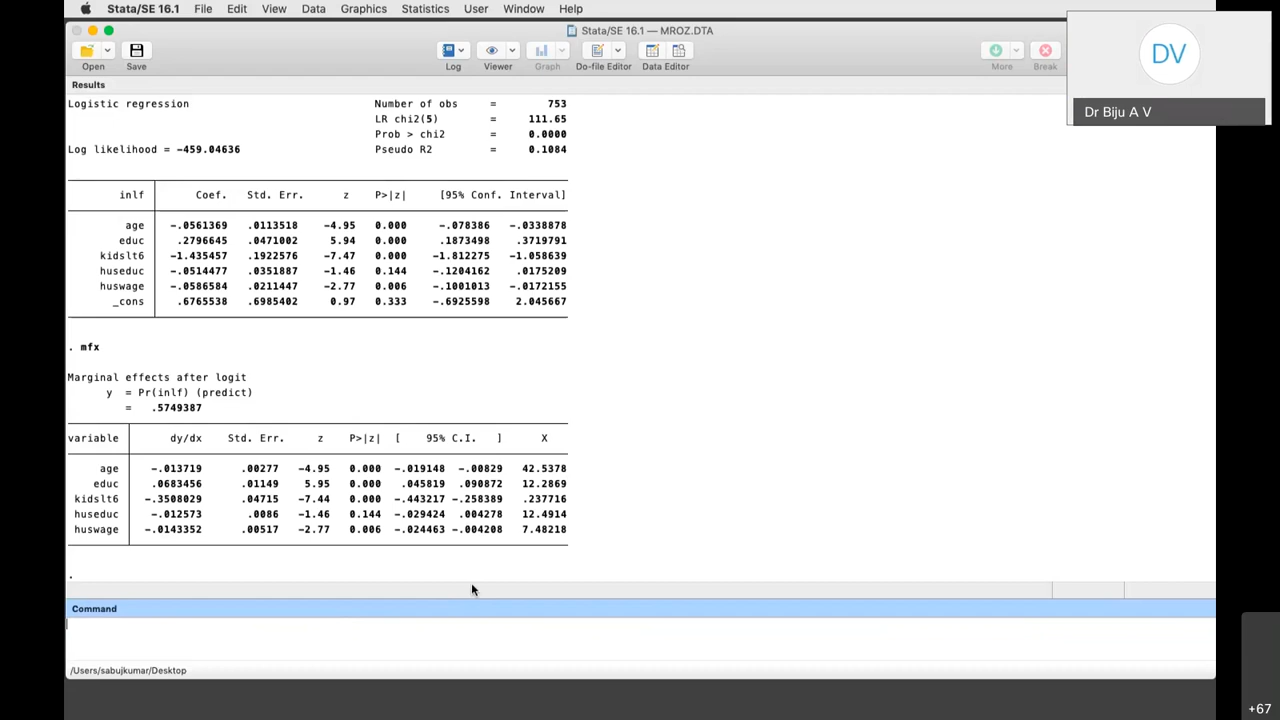 Stata/SE 16.1 File Edit View Data Graphics Statistics User Window Help
Stata/SE 16.1 — MROZ.DTA
Open Save Log Viewer Graph Do-file Editor Data Editor More Break
DV
Dr Biju A V
Results
Logistic regression Number of obs = 753
LR chi2(5) = 111.65
Prob > chi2 = 0.0000
Log likelihood = -459.04636 Pseudo R2 = 0.1084
inlf Coef. Std. Err. z P>|z| [95% Conf. Interval]
age -.0561369 .0113518 -4.95 0.000 -.078386 -.0338878
educ .2796645 .0471002 5.94 0.000 .1873498 .3719791
kidslt6 -1.435457 .1922576 -7.47 0.000 -1.812275 -1.058639
huseduc -.0514477 .0351887 -1.46 0.144 -.1204162 .0175209
huswage -.0586584 .0211447 -2.77 0.006 -.1001013 -.0172155
_cons .6765538 .6985402 0.97 0.333 -.6925598 2.045667
. mfx
Marginal effects after logit
y = Pr(inlf) (predict)
= .5749387
variable dy/dx Std. Err. z P>|z| [ 95% C.I. ] X
age -.013719 .00277 -4.95 0.000 -.019148 -.00829 42.5378
educ .0683456 .01149 5.95 0.000 .045819 .090872 12.2869
kidslt6 -.3508029 .04715 -7.44 0.000 -.443217 -.258389 .237716
huseduc -.012573 .0086 -1.46 0.144 -.029424 .004278 12.4914
huswage -.0143352 .00517 -2.77 0.006 -.024463 -.004208 7.48218
.
Command
/Users/sabujkumar/Desktop
+67